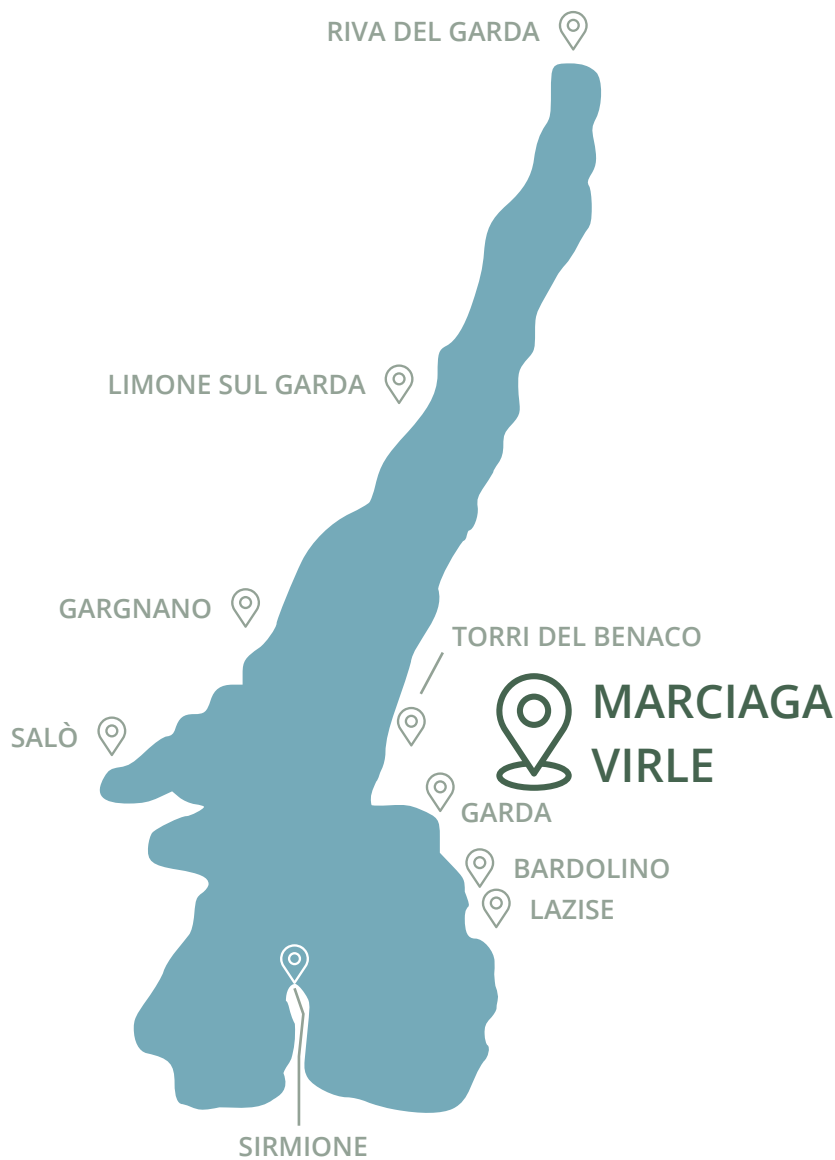 RIVA DEL GARDA
LIMONE SUL GARDA
GARGNANO
TORRI DEL BENACO
MARCIAGA
VIRLE
SALÒ
GARDA
BARDOLINO
LAZISE
SIRMIONE